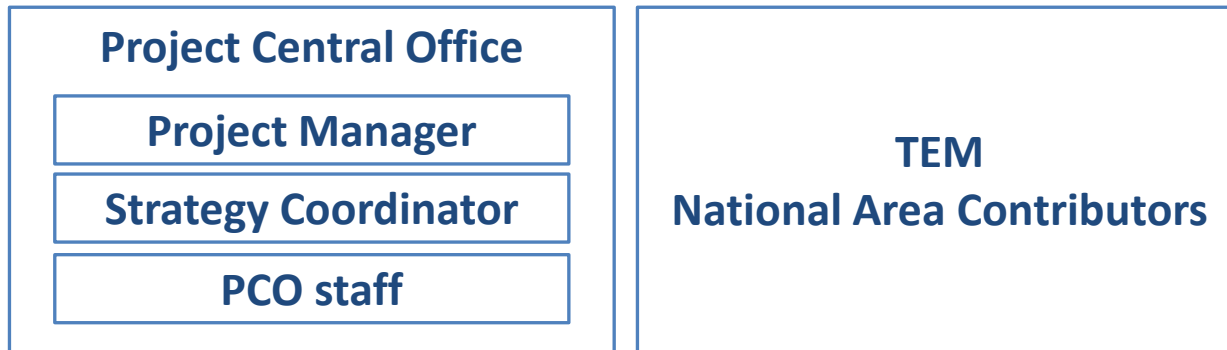 Project Central Office
Project Manager
Strategy Coordinator
PCO staff
TEM
National Area Contributors